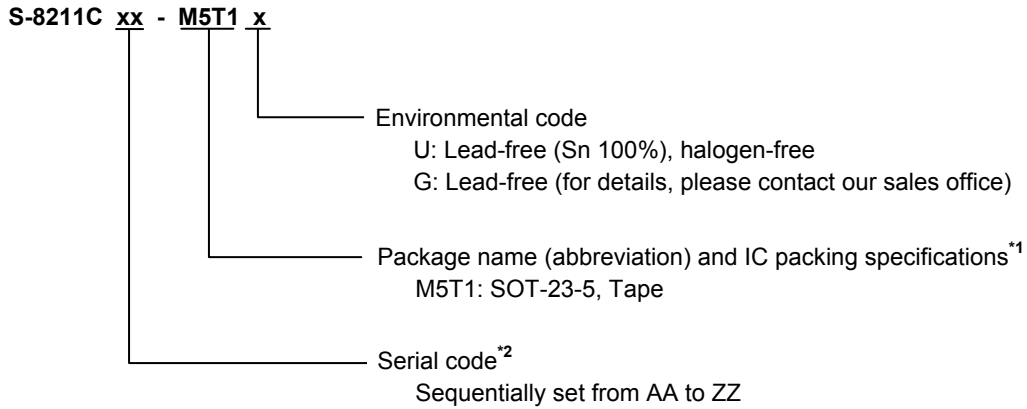 S-8211C xx - M5T1 x
Environmental code
U: Lead-free (Sn 100%), halogen-free
G: Lead-free (for details, please contact our sales office)
Package name (abbreviation) and IC packing specifications*1
M5T1: SOT-23-5, Tape
Serial code*2
Sequentially set from AA to ZZ